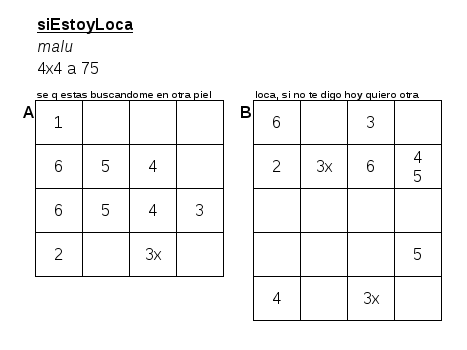 siEstoyLoca
malu
4x4 a 75
se q estas buscandome en otra piel
A
1
6 5 4
6 5 4 3
2 3x
loca, si no te digo hoy quiero otra
B
6 3
2 3x 6 4 5
5
4 3x